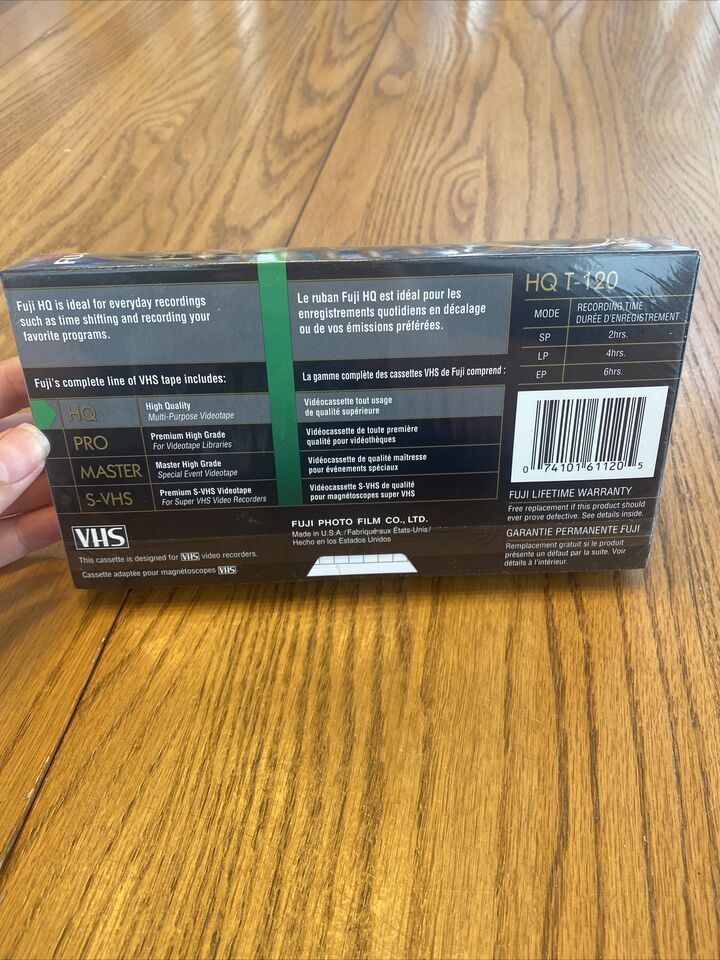 FU
Fuji HQ is ideal for everyday recordings
such as time shifting and recording your
favorite programs.
Fuji's complete line of VHS tape includes:
HQ High Quality
Multi-Purpose Videotape
PRO Premium High Grade
For Videotape Libraries
MASTER Master High Grade
Special Event Videotape
S-VHS Premium S-VHS Videotape
For Super VHS Video Recorders
VHS
This cassette is designed for VHS video recorders.
Cassette adaptée pour magnétoscopes VHS.
Le ruban Fuji HQ est idéal pour les
enregistrements quotidiens en décalage
ou de vos émissions préférées.
La gamme complète des cassettes VHS de Fuji comprend :
Vidéocassette tout usage
de qualité supérieure
Vidéocassette de toute première
qualité pour vidéothèques
Vidéocassette de qualité maîtresse
pour événements spéciaux
Vidéocassette S-VHS de qualité
pour magnétoscopes super VHS
FUJI PHOTO FILM CO., LTD.
Made in U.S.A./Fabriqué aux États-Unis/
Hecho en los Estados Unidos
HQ T-120
MODE RECORDING TIME
DURÉE D'ENREGISTREMENT
SP 2hrs.
LP 4hrs.
EP 6hrs.
0 74101 61120 5
FUJI LIFETIME WARRANTY
Free replacement if this product should
ever prove defective. See details inside.
GARANTIE PERMANENTE FUJI
Remplacement gratuit si le produit
présente un défaut par la suite. Voir
détails à l'intérieur.